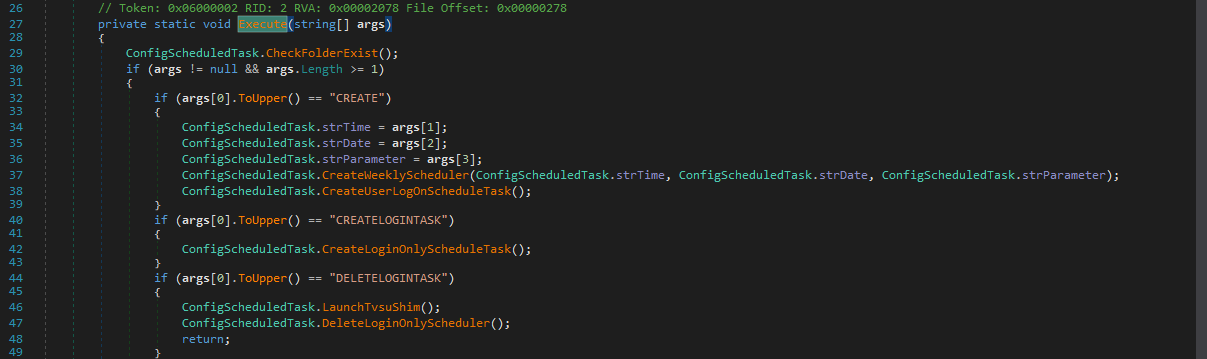 26 // Token: 0x06000002 RID: 2 RVA: 0x00002078 File Offset: 0x00000278
27 private static void Execute(string[] args)
28 {
29 ConfigScheduledTask.CheckFolderExist();
30 if (args != null && args.Length >= 1)
31 {
32 if (args[0].ToUpper() == "CREATE")
33 {
34 ConfigScheduledTask.strTime = args[1];
35 ConfigScheduledTask.strDate = args[2];
36 ConfigScheduledTask.strParameter = args[3];
37 ConfigScheduledTask.CreateWeeklyScheduler(ConfigScheduledTask.strTime, ConfigScheduledTask.strDate, ConfigScheduledTask.strParameter);
38 ConfigScheduledTask.CreateUserLogOnScheduleTask();
39 }
40 if (args[0].ToUpper() == "CREATELOGINTASK")
41 {
42 ConfigScheduledTask.CreateLoginOnlyScheduleTask();
43 }
44 if (args[0].ToUpper() == "DELETELOGINTASK")
45 {
46 ConfigScheduledTask.LaunchTvsuShim();
47 ConfigScheduledTask.DeleteLoginOnlyScheduler();
48 return;
49 }